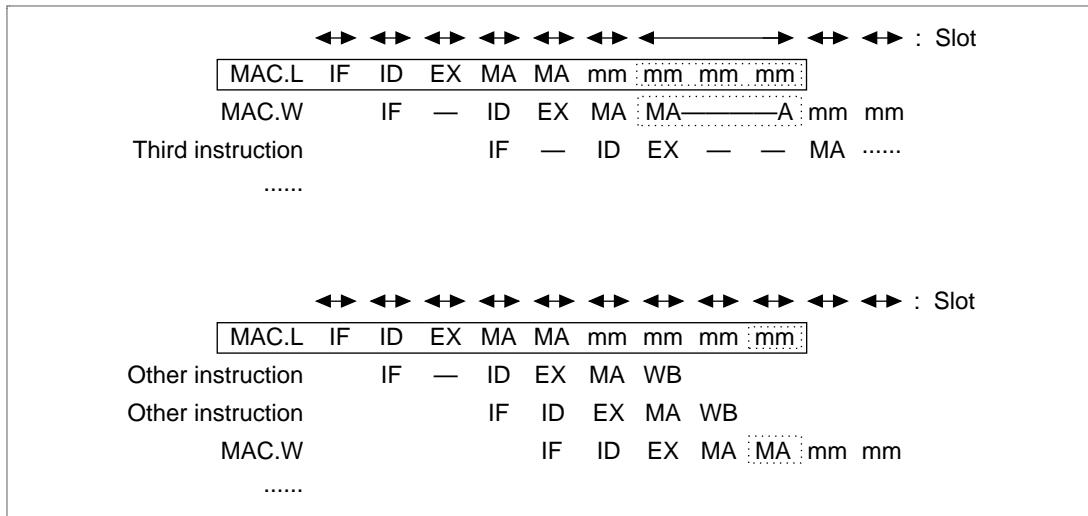 : Slot
MAC.L IF ID EX MA MA mm mm mm mm
MAC.W IF — ID EX MA MA————A mm mm
Third instruction IF — ID EX — — MA ······
······
: Slot
MAC.L IF ID EX MA MA mm mm mm mm
Other instruction IF — ID EX MA WB
Other instruction IF ID EX MA WB
MAC.W IF ID EX MA MA mm mm
······